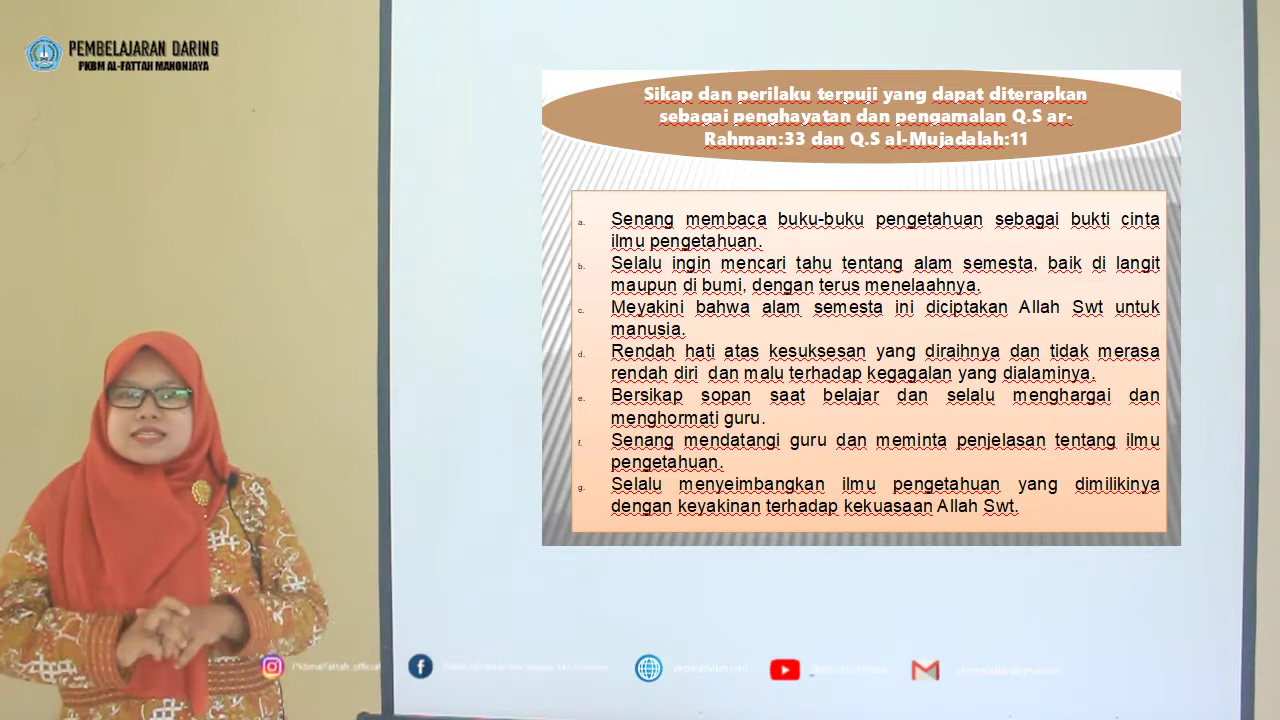 PEMBELAJARAN DARING
PKBM AL-FATTAH MANONJAYA
Sikap dan perilaku terpuji yang dapat diterapkan
sebagai penghayatan dan pengamalan Q.S ar-
Rahman:33 dan Q.S al-Mujadalah:11
a. Senang membaca buku-buku pengetahuan sebagai bukti cinta
ilmu pengetahuan.
b. Selalu ingin mencari tahu tentang alam semesta, baik di langit
maupun di bumi, dengan terus menelaahnya.
c. Meyakini bahwa alam semesta ini diciptakan Allah Swt untuk
manusia.
d. Rendah hati atas kesuksesan yang diraihnya dan tidak merasa
rendah diri dan malu terhadap kegagalan yang dialaminya.
e. Bersikap sopan saat belajar dan selalu menghargai dan
menghormati guru.
f. Senang mendatangi guru dan meminta penjelasan tentang ilmu
pengetahuan.
g. Selalu menyeimbangkan ilmu pengetahuan yang dimilikinya
dengan keyakinan terhadap kekuasaan Allah Swt.
Pkbmalfattah_official